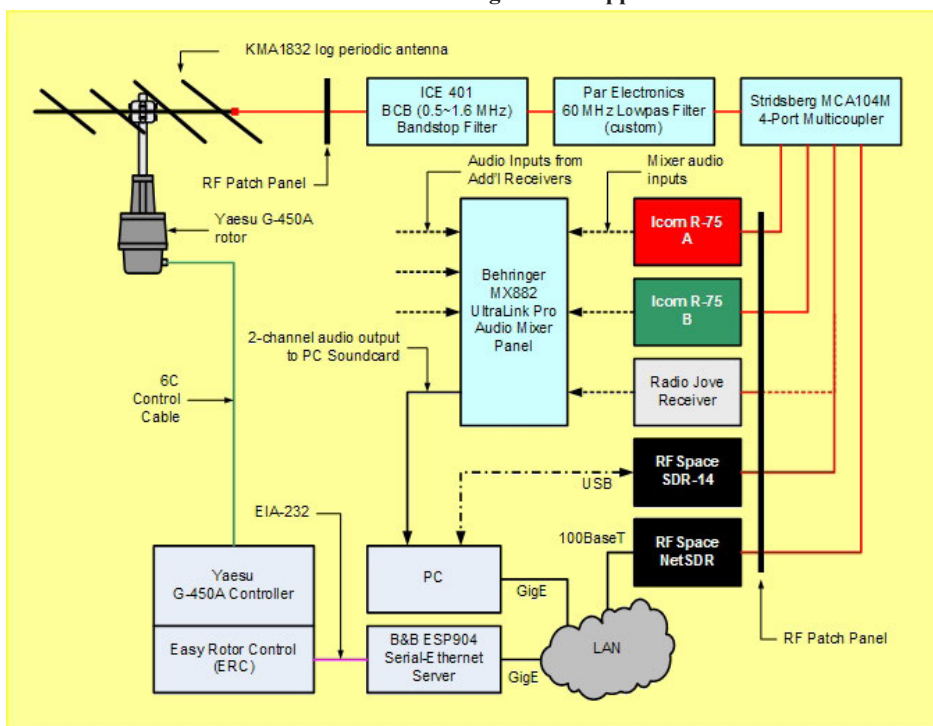 KMA1832 log periodic antenna
ICE 401
BCB (0.5~1.6 MHz)
Bandstop Filter
Par Electronics
60 MHz Lowpas Filter
(custom)
Stridsberg MCA104M
4-Port Multicoupler
RF Patch Panel
Audio Inputs from
Add'l Receivers
Mixer audio
inputs
Yaesu G-450A
rotor
Icom R-75
A
Behringer
MX882
UltraLink Pro
Audio Mixer
Panel
Icom R-75
B
2-channel audio output
to PC Soundcard
Radio Jove
Receiver
6C
Control
Cable
RF Space
SDR-14
USB
EIA-232
100BaseT
RF Space
NetSDR
Yaesu
G-450A Controller
PC
GigE
RF Patch Panel
Easy Rotor Control
(ERC)
B&B ESP904
Serial-Ethernet
Server
LAN
GigE